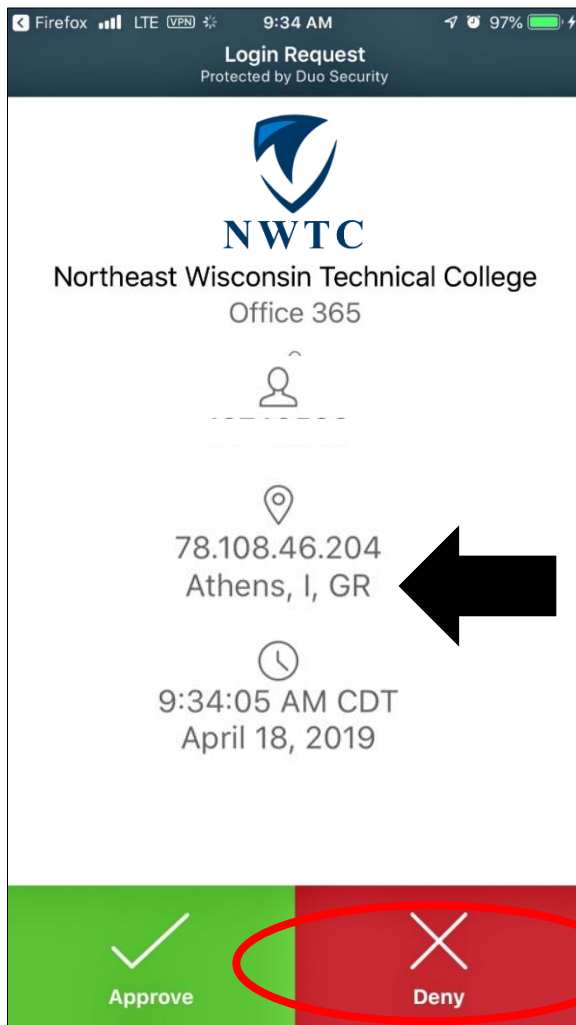 Firefox LTE VPN 9:34 AM 97%
Login Request
Protected by Duo Security
NWTC
Northeast Wisconsin Technical College
Office 365
78.108.46.204
Athens, I, GR
9:34:05 AM CDT
April 18, 2019
Approve Deny